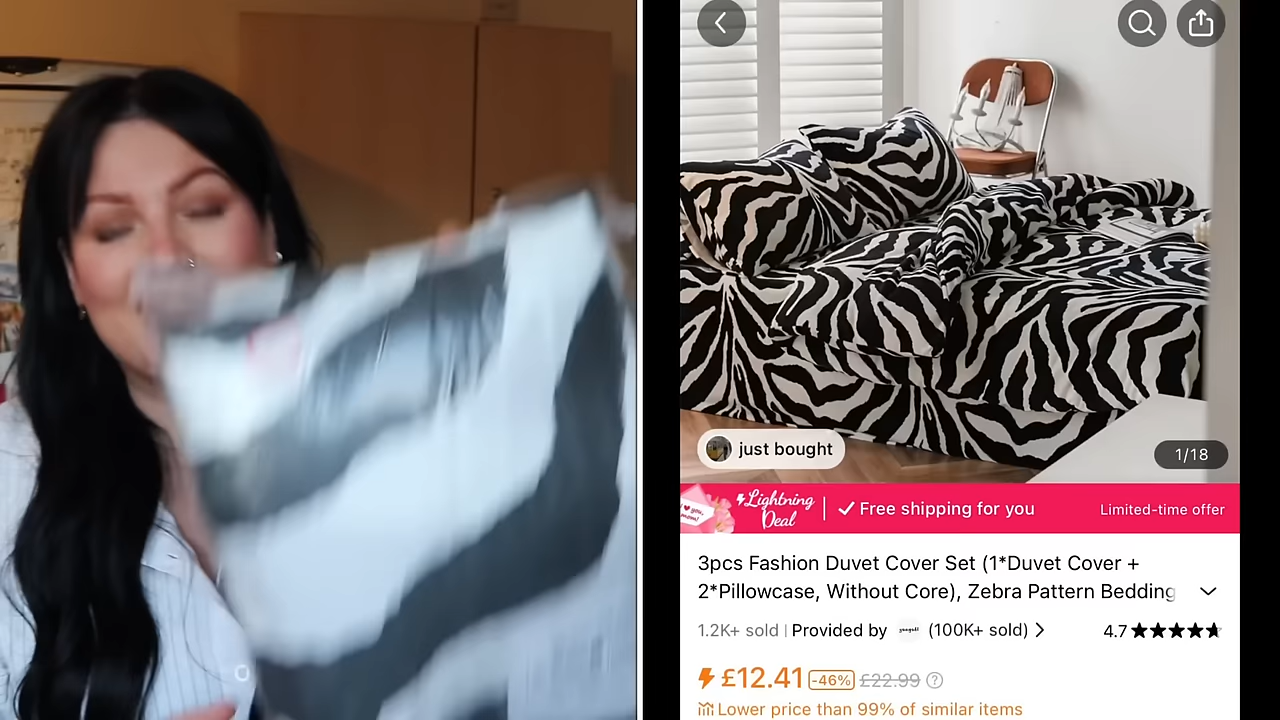 just bought
1/18
Lightning
Deal
Free shipping for you
Limited-time offer
3pcs Fashion Duvet Cover Set (1*Duvet Cover +
2*Pillowcase, Without Core), Zebra Pattern Bedding
1.2K+ sold | Provided by (100K+ sold)
4.7
£12.41 -46% £22.99 ?
Lower price than 99% of similar items